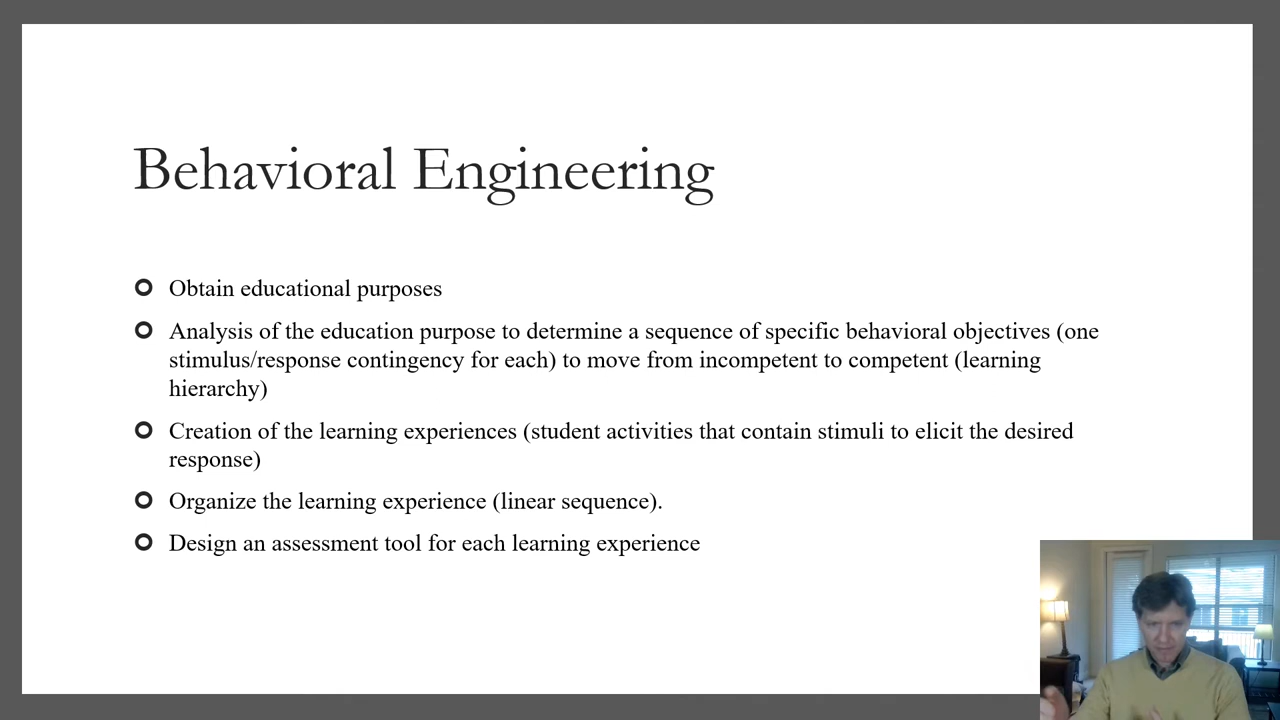 Behavioral Engineering
Obtain educational purposes
Analysis of the education purpose to determine a sequence of specific behavioral objectives (one
stimulus/response contingency for each) to move from incompetent to competent (learning
hierarchy)
Creation of the learning experiences (student activities that contain stimuli to elicit the desired
response)
Organize the learning experience (linear sequence).
Design an assessment tool for each learning experience